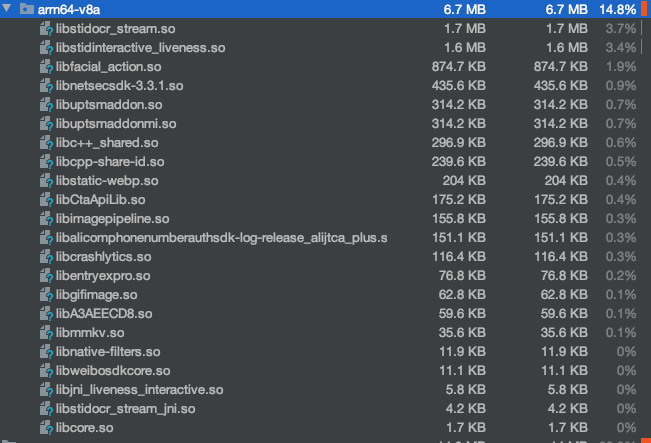 arm64-v8a 6.7 MB 6.7 MB 14.8%
libstidocr_stream.so 1.7 MB 1.7 MB 3.7%
libstidinteractive_liveness.so 1.6 MB 1.6 MB 3.4%
libfacial_action.so 874.7 KB 874.7 KB 1.9%
libnetsecsdk-3.3.1.so 435.6 KB 435.6 KB 0.9%
libuptsmaddon.so 314.2 KB 314.2 KB 0.7%
libuptsmaddonmi.so 314.2 KB 314.2 KB 0.7%
libc++_shared.so 296.9 KB 296.9 KB 0.6%
libcpp-share-id.so 239.6 KB 239.6 KB 0.5%
libstatic-webp.so 204 KB 204 KB 0.4%
libCtaApiLib.so 175.2 KB 175.2 KB 0.4%
libimagepipeline.so 155.8 KB 155.8 KB 0.3%
libalicomphonenumberauthsdk-log-release_alijtca_plus.s 151.1 KB 151.1 KB 0.3%
libcrashlytics.so 116.4 KB 116.4 KB 0.3%
libentryexpro.so 76.8 KB 76.8 KB 0.2%
libgifimage.so 62.8 KB 62.8 KB 0.1%
libA3AEECD8.so 59.6 KB 59.6 KB 0.1%
libmmkv.so 35.6 KB 35.6 KB 0.1%
libnative-filters.so 11.9 KB 11.9 KB 0%
libweibosdkcore.so 11.1 KB 11.1 KB 0%
libjni_liveness_interactive.so 5.8 KB 5.8 KB 0%
libstidocr_stream_jni.so 4.2 KB 4.2 KB 0%
libcore.so 1.7 KB 1.7 KB 0%